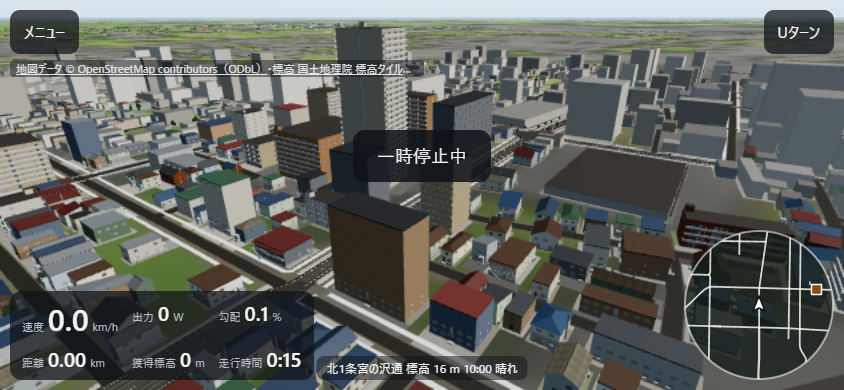 メニュー
Uターン
地図データ © OpenStreetMap contributors（ODbL）・標高 国土地理院 標高タイル...
一時停止中
速度 0.0 km/h
出力 0 W
勾配 0.1 %
距離 0.00 km
獲得標高 0 m
走行時間 0:15
北1条宮の沢通 標高 16 m 10:00 晴れ